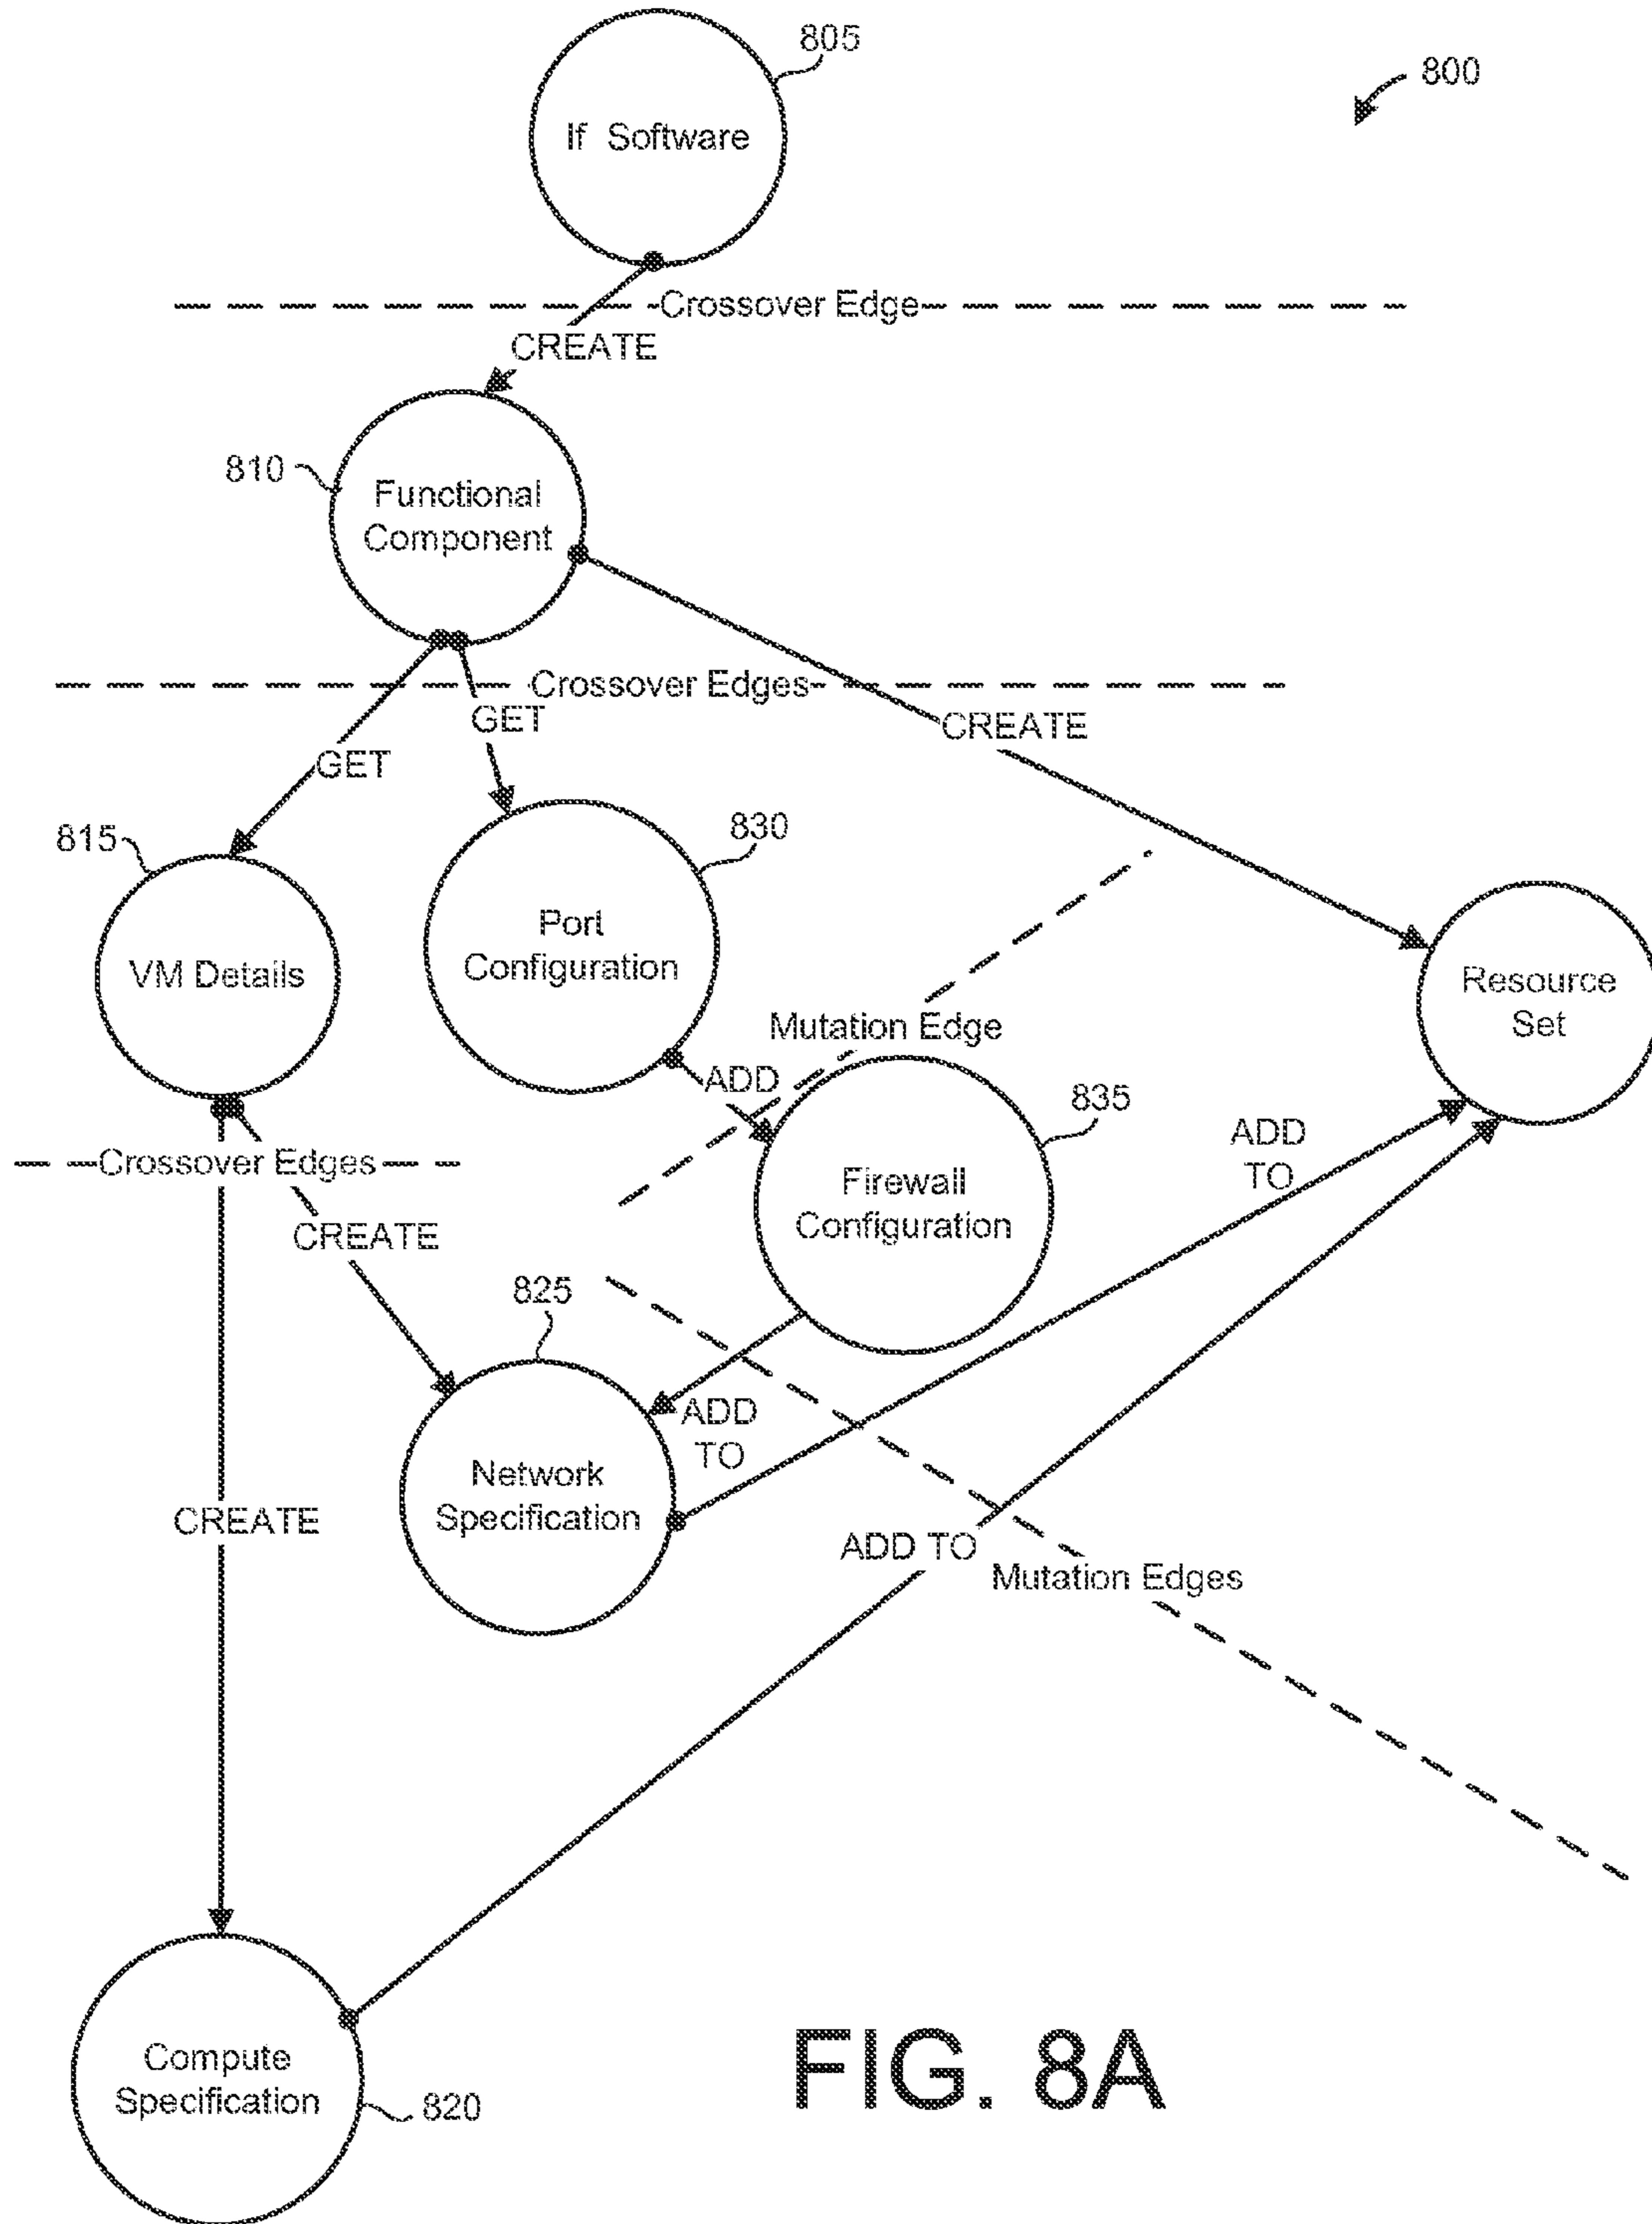 805
800
If Software
Crossover Edge
CREATE
810
Functional
Component
Crossover Edges
GET
CREATE
GET
815
830
VM Details
Port
Configuration
Resource
Set
Mutation Edge
ADD
835
ADD
TO
Crossover Edges
Firewall
Configuration
CREATE
825
ADD
TO
Network
Specification
CREATE
ADD TO
Mutation Edges
Compute
Specification
820
FIG. 8A